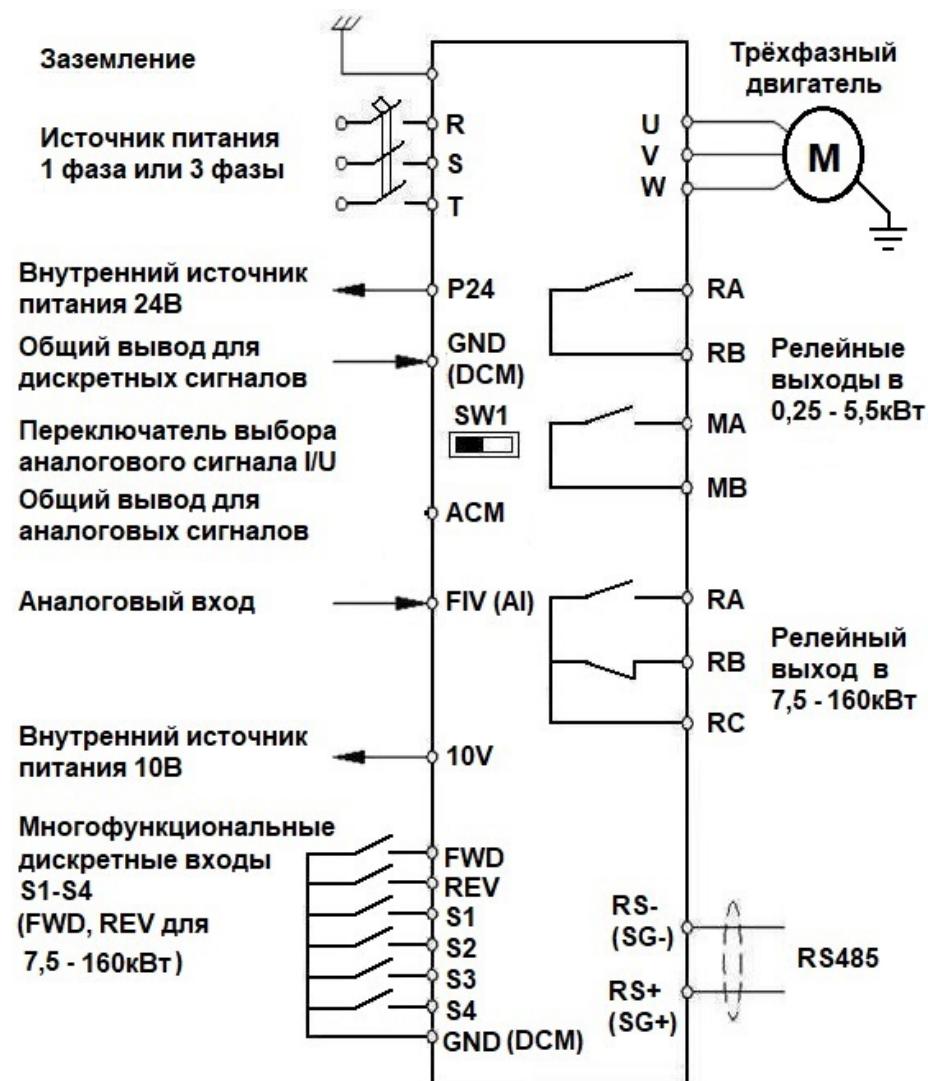 Заземление
Источник питания
1 фаза или 3 фазы
R
S
T
Внутренний источник
питания 24В
P24
Общий вывод для
дискретных сигналов
GND
(DCM)
SW1
Переключатель выбора
аналогового сигнала I/U
Общий вывод для
аналоговых сигналов
ACM
Аналоговый вход
FIV (AI)
Внутренний источник
питания 10В
10V
Многофункциональные
дискретные входы
S1-S4
(FWD, REV для
7,5 - 160кВт)
FWD
REV
S1
S2
S3
S4
GND (DCM)
Трёхфазный
двигатель
U
V
W
M
RA
RB
MA
MB
Релейные
выходы в
0,25 - 5,5кВт
RA
RB
RC
Релейный
выход в
7,5 - 160кВт
RS-
(SG-)
RS+
(SG+)
RS485